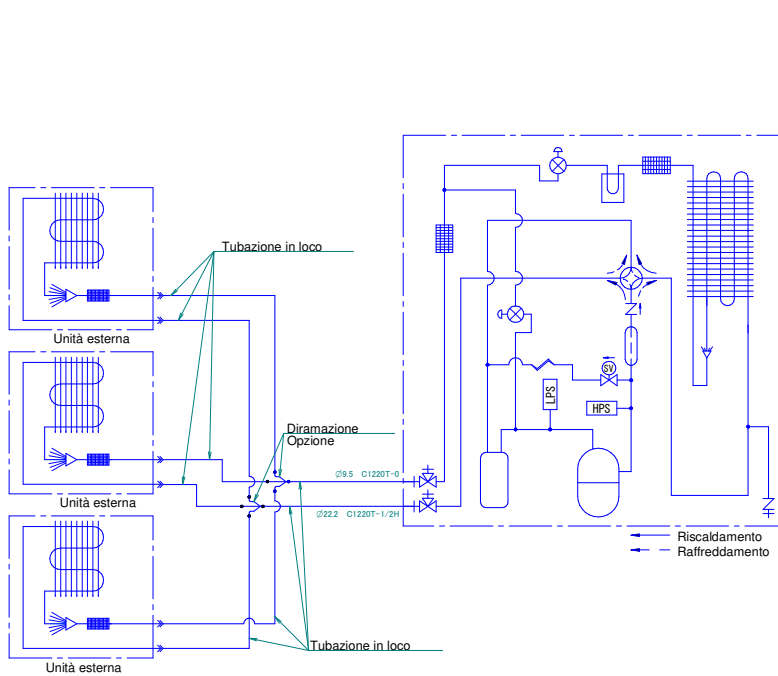 Tubazione in loco
Unità esterna
SV
LPS
HPS
Diramazione
Opzione
Ø9.5 C1220T-0
Unità esterna
Ø22.2 C1220T-1/2H
Riscaldamento
Raffreddamento
Tubazione in loco
Unità esterna